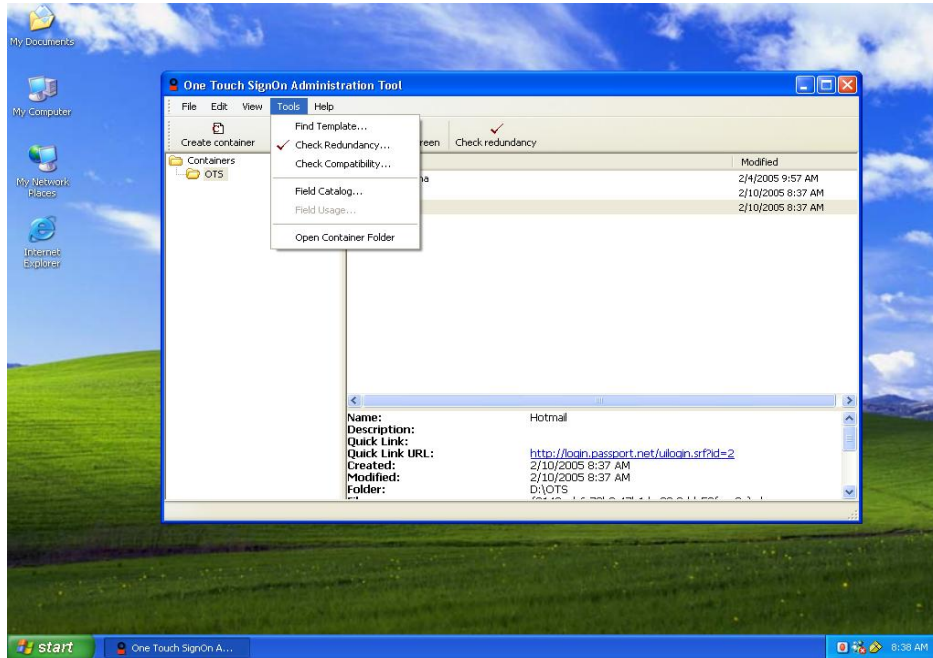 My Documents
My Computer
My Network
Places
Internet
Explorer
One Touch SignOn Administration Tool
File Edit View Tools Help
Create container
reen
Check redundancy
Find Template...
Check Redundancy...
Check Compatibility...
Field Catalog...
Field Usage...
Open Container Folder
Containers
OTS
Modified
na 2/4/2005 9:57 AM
2/10/2005 8:37 AM
2/10/2005 8:37 AM
Name: Hotmail
Description:
Quick Link:
Quick Link URL: http://login.passport.net/uilogin.srf?id=2
Created: 2/10/2005 8:37 AM
Modified: 2/10/2005 8:37 AM
Folder: D:\OTS
start
One Touch SignOn A...
8:38 AM